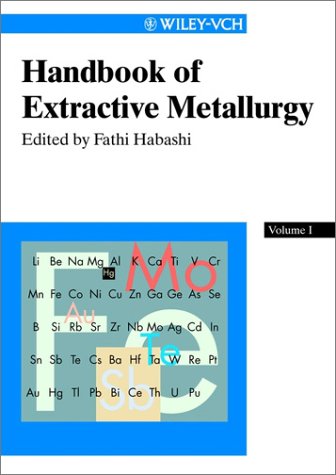 WILEY-VCH
Handbook of
Extractive Metallurgy
Edited by Fathi Habashi
Volume I
Li Be Na Mg Al K Ca Ti V Cr
Hg
Mo
Mn Fe Co Ni Cu Zn Ga Ge As Se
Au
B Si Rb Sr Zr Nb Mo Ag Cd In
Te
Sn Sb Te Cs Ba Hf Ta W Re Pt
Sb
Au Hg Tl Pb Bi Ce Th U Pu
Fe